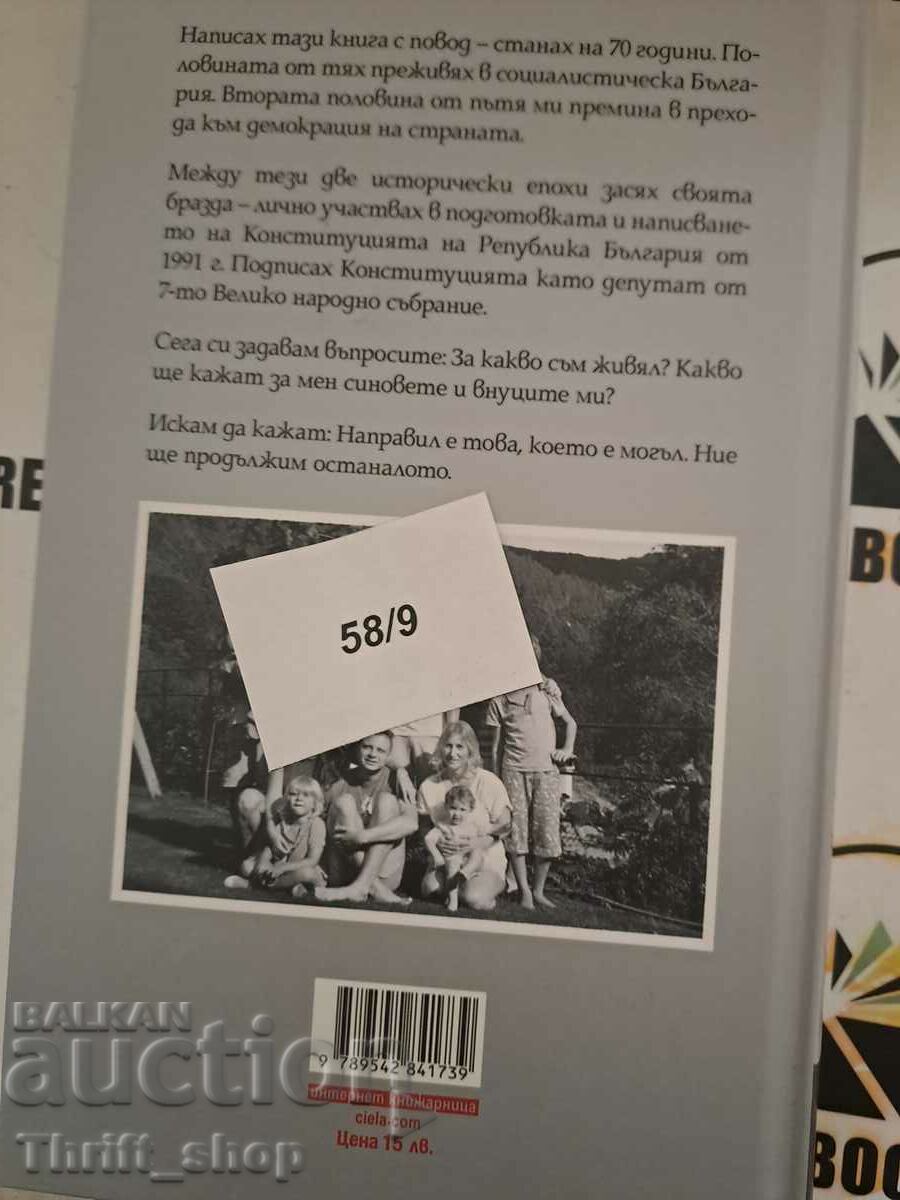 Написах тази книга с повод – станах на 70 години. По-
ловината от тях преживях в социалистическа Бълга-
рия. Втората половина от пътя ми премина в прехо-
да към демокрация на страната.
Между тези две исторически епохи засях своята
бразда – лично участвах в подготовката и написване-
то на Конституцията на Република България от
1991 г. Подписах Конституцията като депутат от
7-то Велико народно събрание.
Сега си задавам въпросите: За какво съм живял? Какво
ще кажат за мен синовете и внуците ми?
Искам да кажат: Направил е това, което е могъл. Ние
ще продължим останалото.
RE
BO
58/9
9 789542 841739
интернет книжарница
ciela.com
Цена 15 лв.
BALKAN
auction
Thrift_shop
BOO